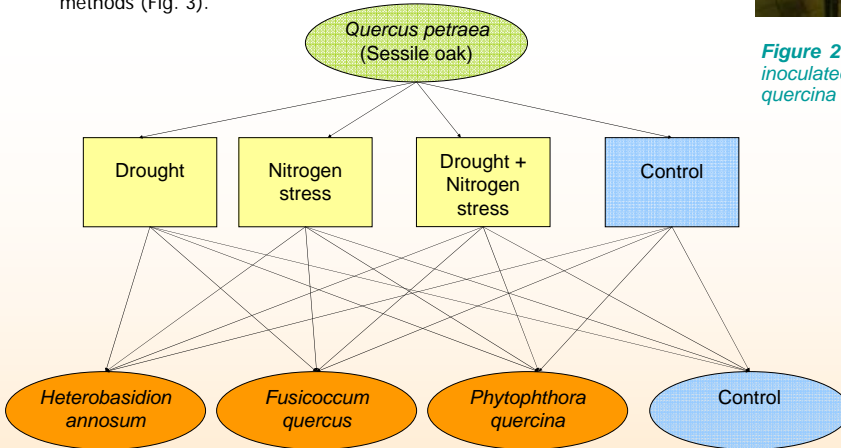 methods (Fig. 3).
Quercus petraea
(Sessile oak)
Figure 2
inoculated
quercina
Drought
Nitrogen
stress
Drought +
Nitrogen
stress
Control
Heterobasidion
annosum
Fusicoccum
quercus
Phytophthora
quercina
Control